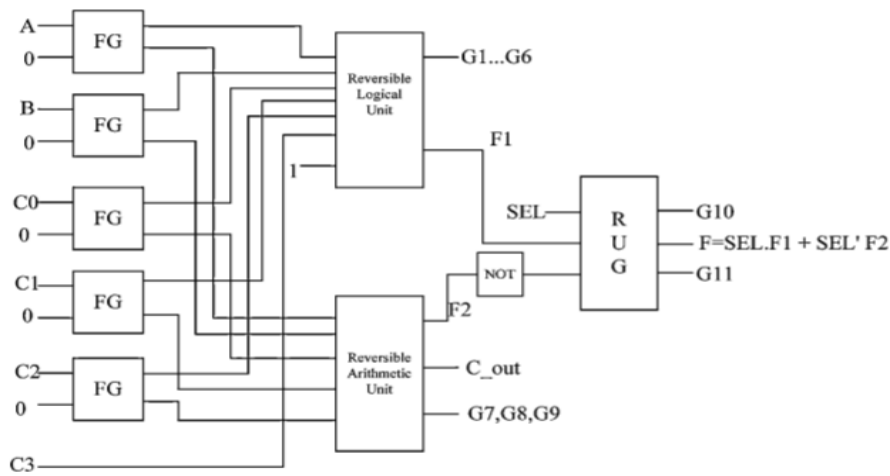 A
0
FG
B
0
FG
C0
0
FG
C1
0
FG
C2
0
FG
C3
1
Reversible
Logical
Unit
G1...G6
F1
Reversible
Arithmetic
Unit
F2
NOT
C_out
G7,G8,G9
SEL
R
U
G
G10
F=SEL.F1 + SEL' F2
G11